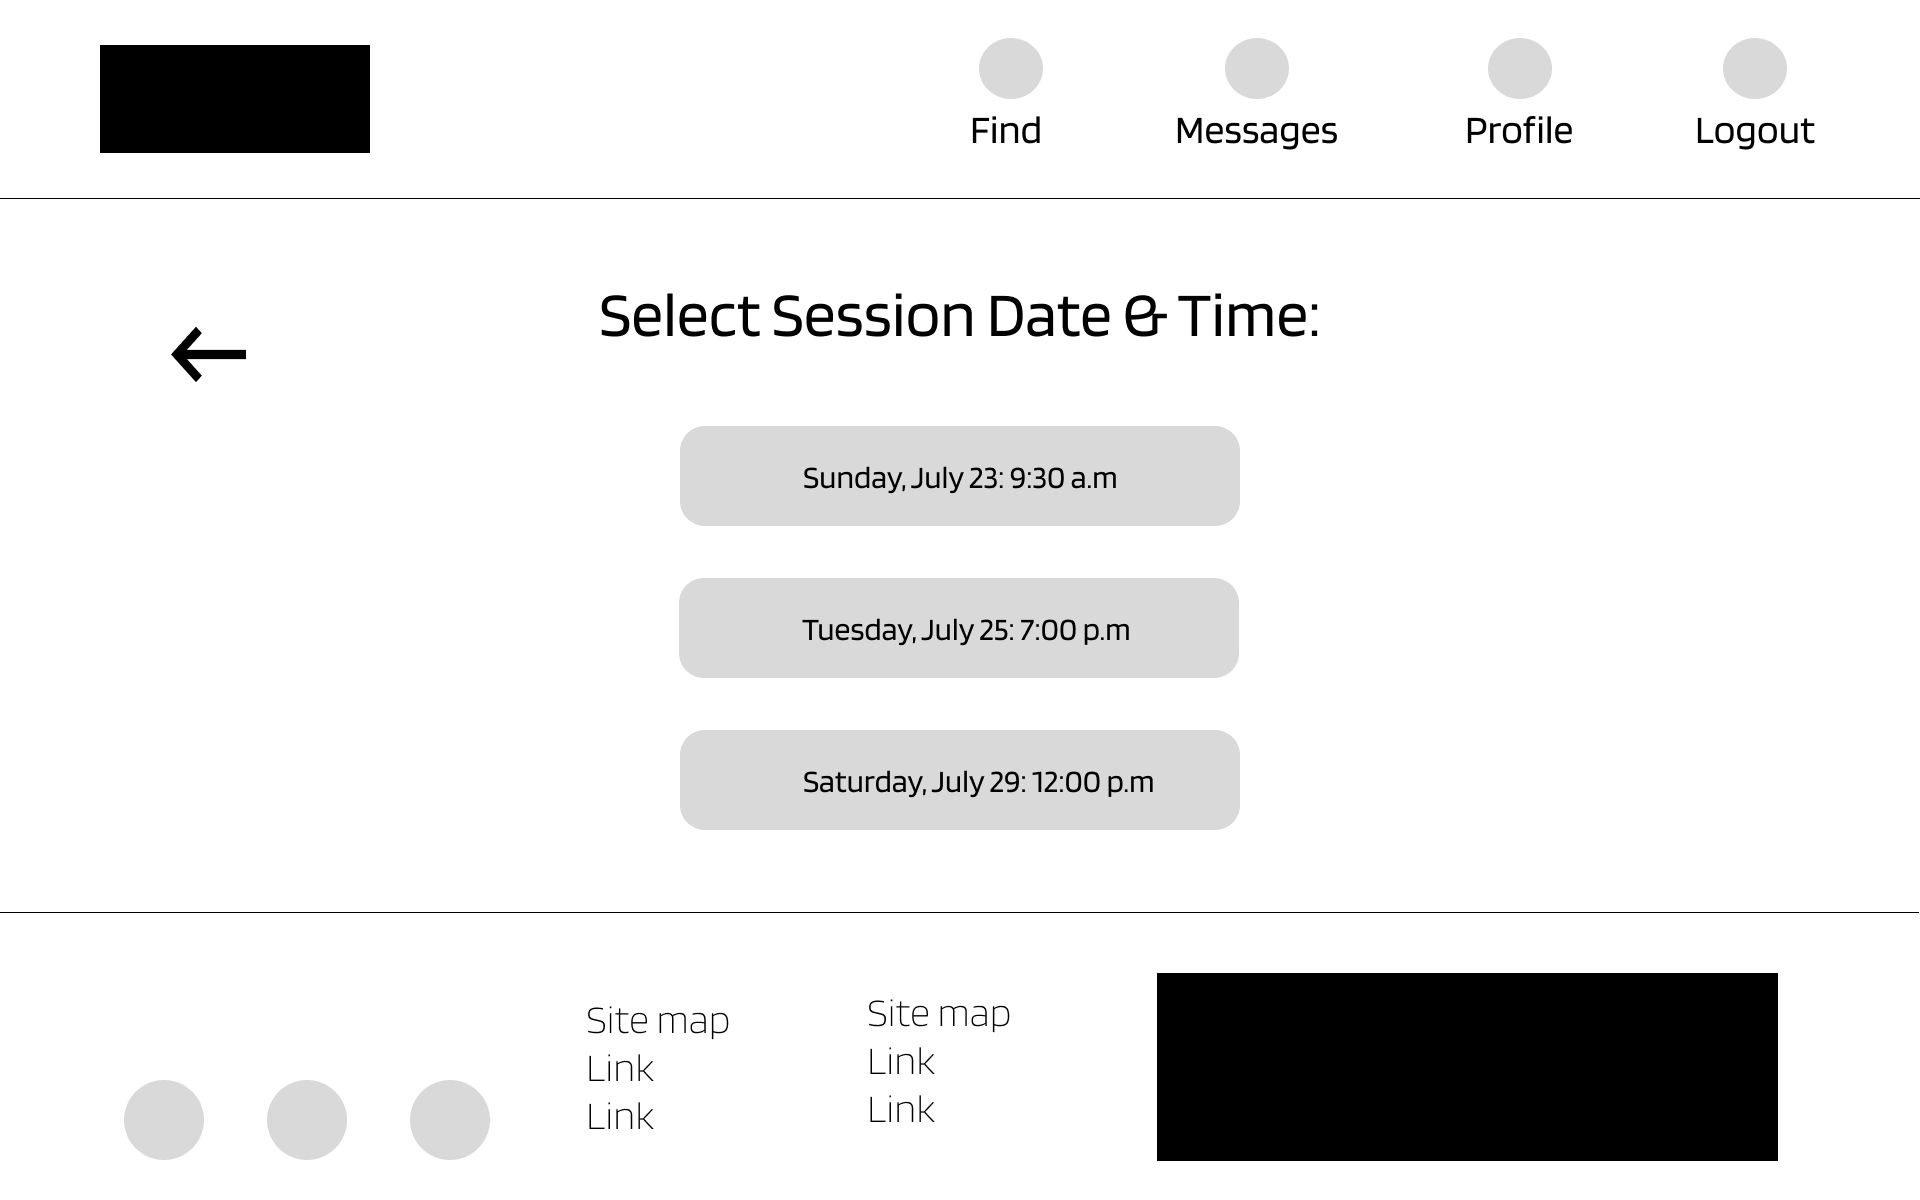 Find
Messages
Profile
Logout
Select Session Date & Time:
Sunday, July 23: 9:30 a.m
Tuesday, July 25: 7:00 p.m
Saturday, July 29: 12:00 p.m
Site map
Link
Link
Site map
Link
Link